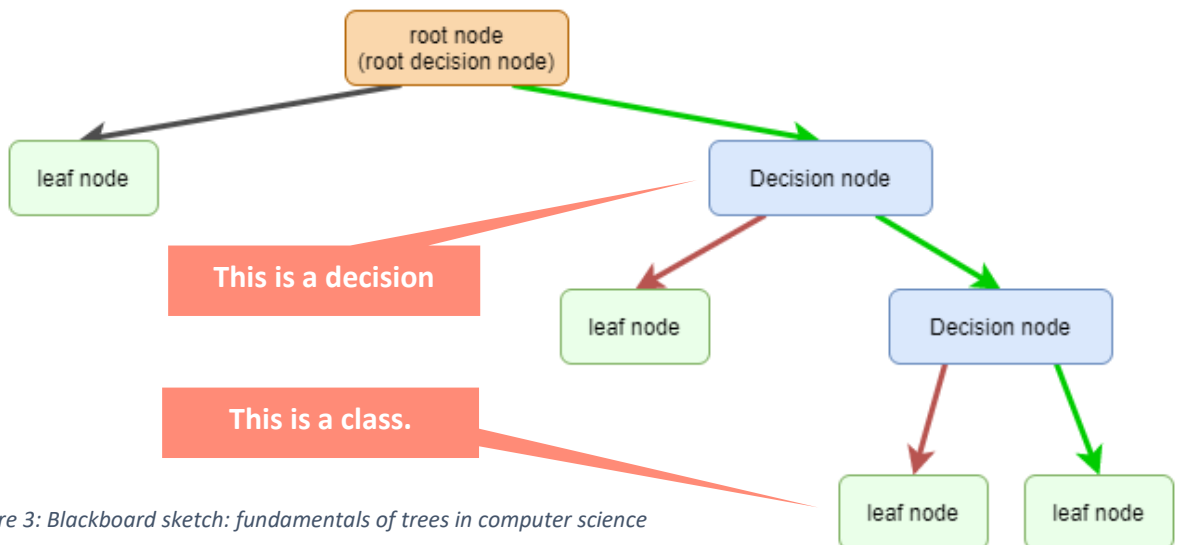 root node
(root decision node)
leaf node
Decision node
This is a decision
leaf node
Decision node
This is a class.
leaf node
leaf node
re 3: Blackboard sketch: fundamentals of trees in computer science